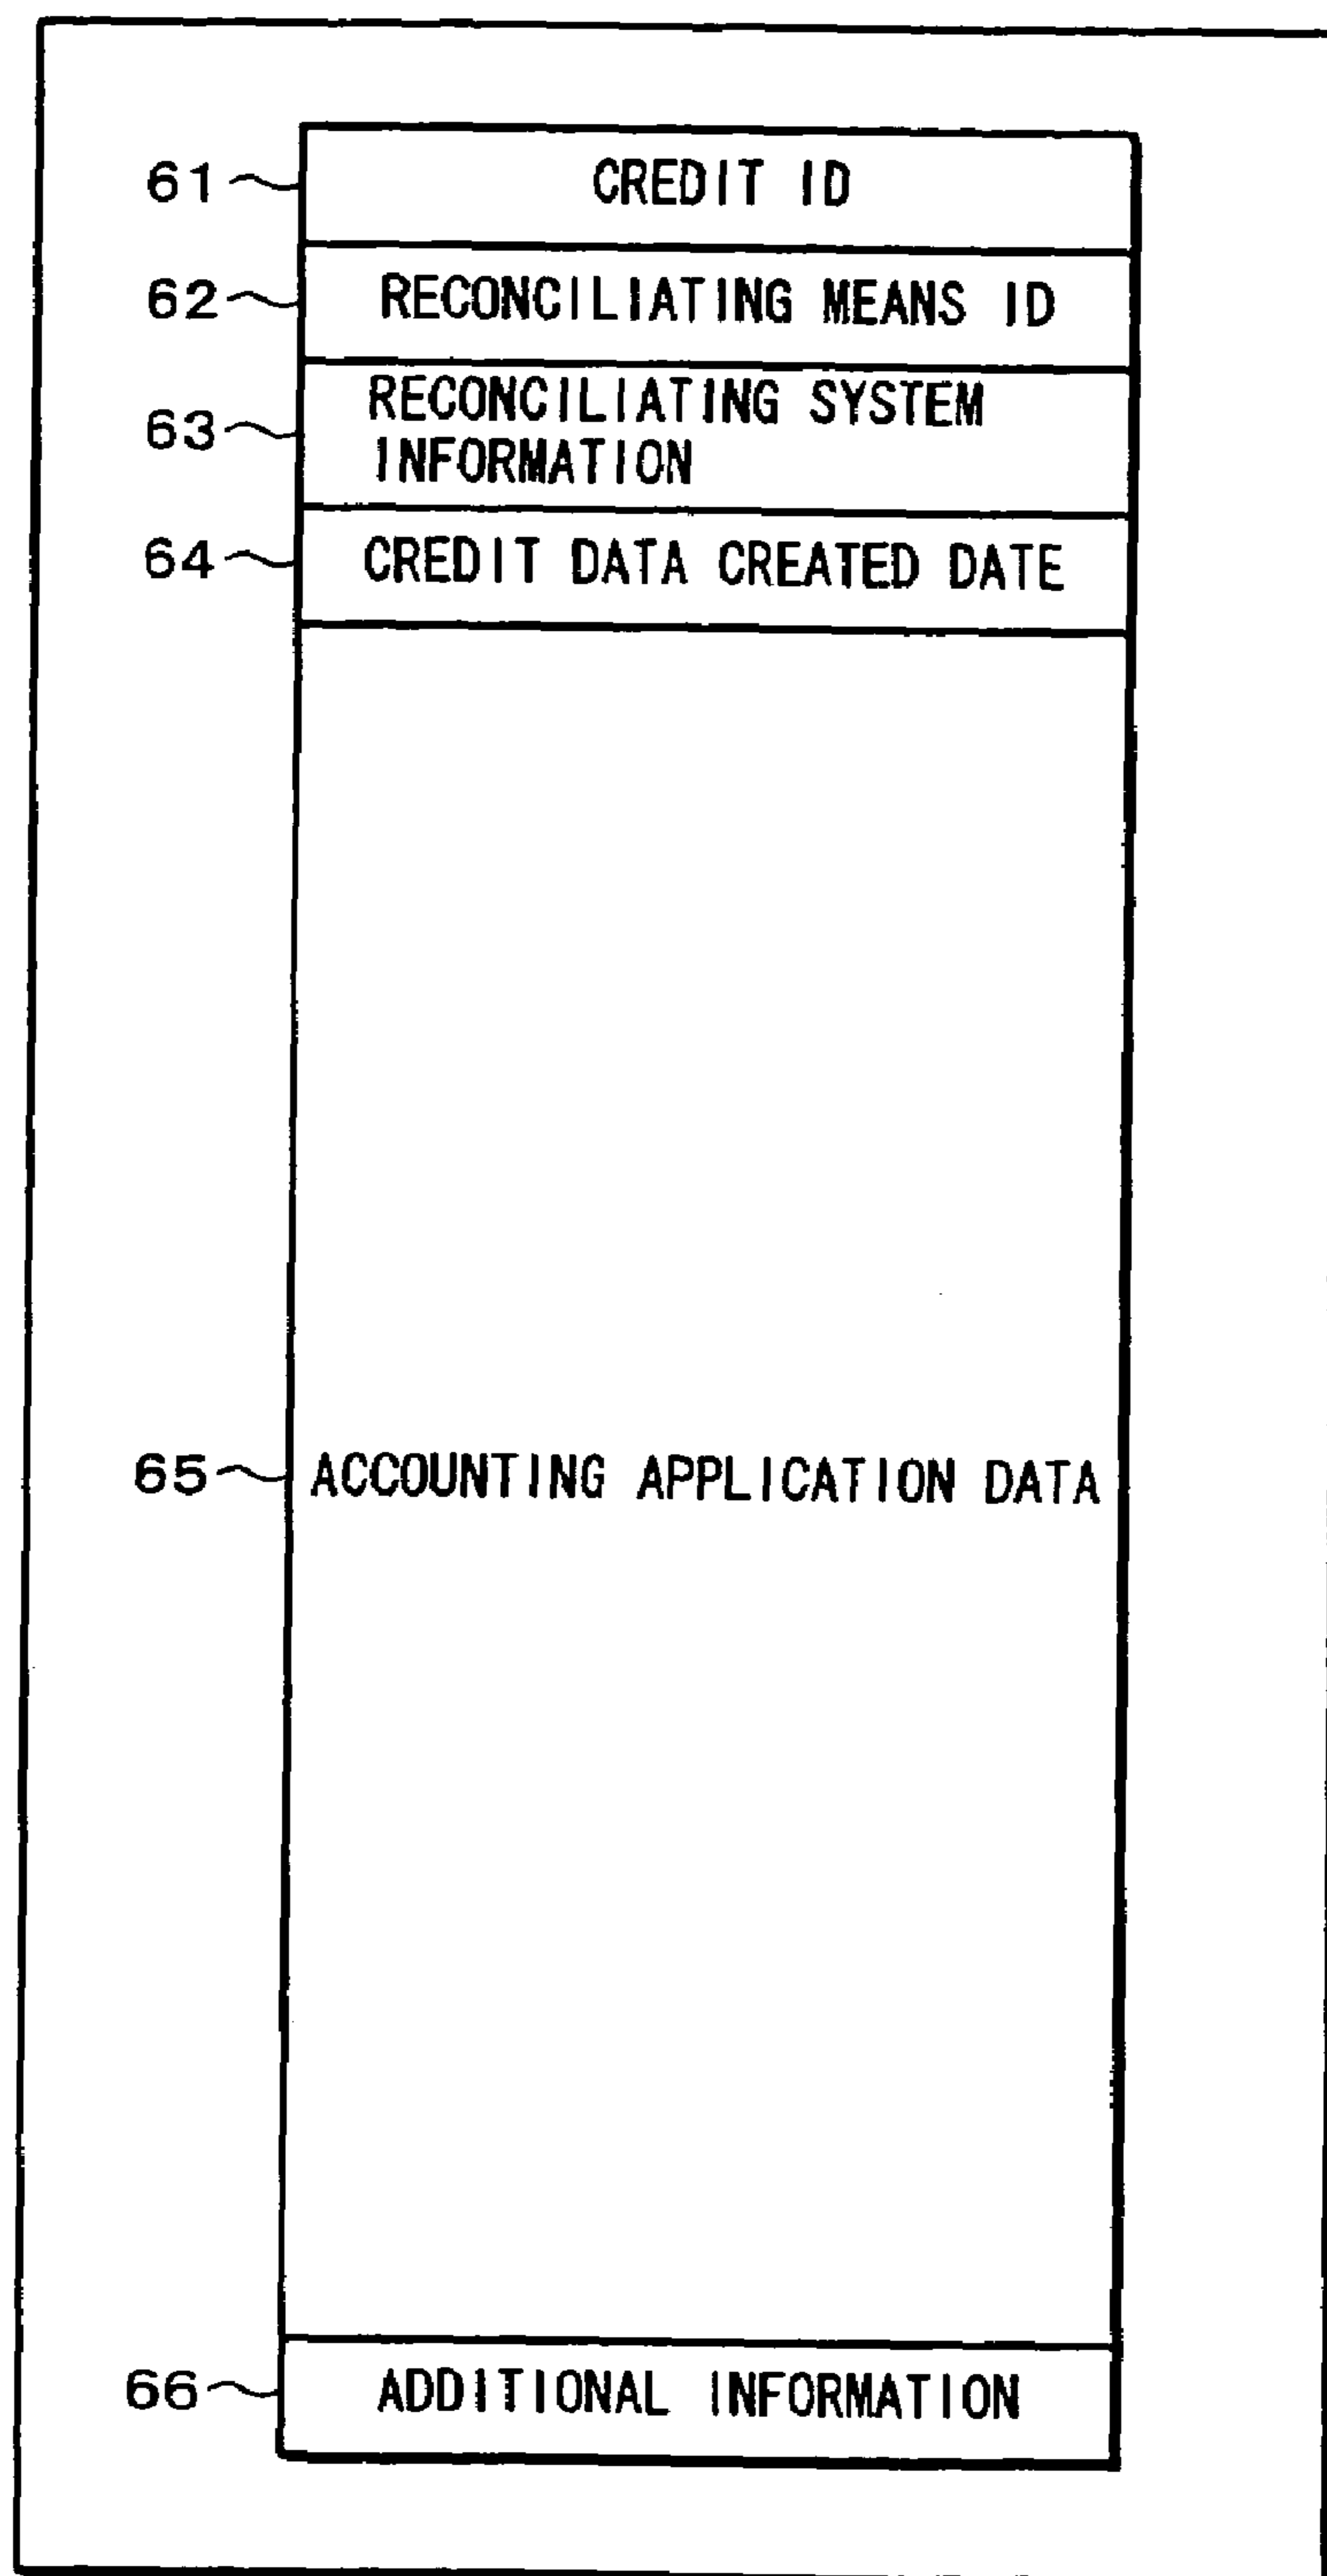 61 CREDIT ID
62 RECONCILIATING MEANS ID
63 RECONCILIATING SYSTEM
INFORMATION
64 CREDIT DATA CREATED DATE
65 ACCOUNTING APPLICATION DATA
66 ADDITIONAL INFORMATION